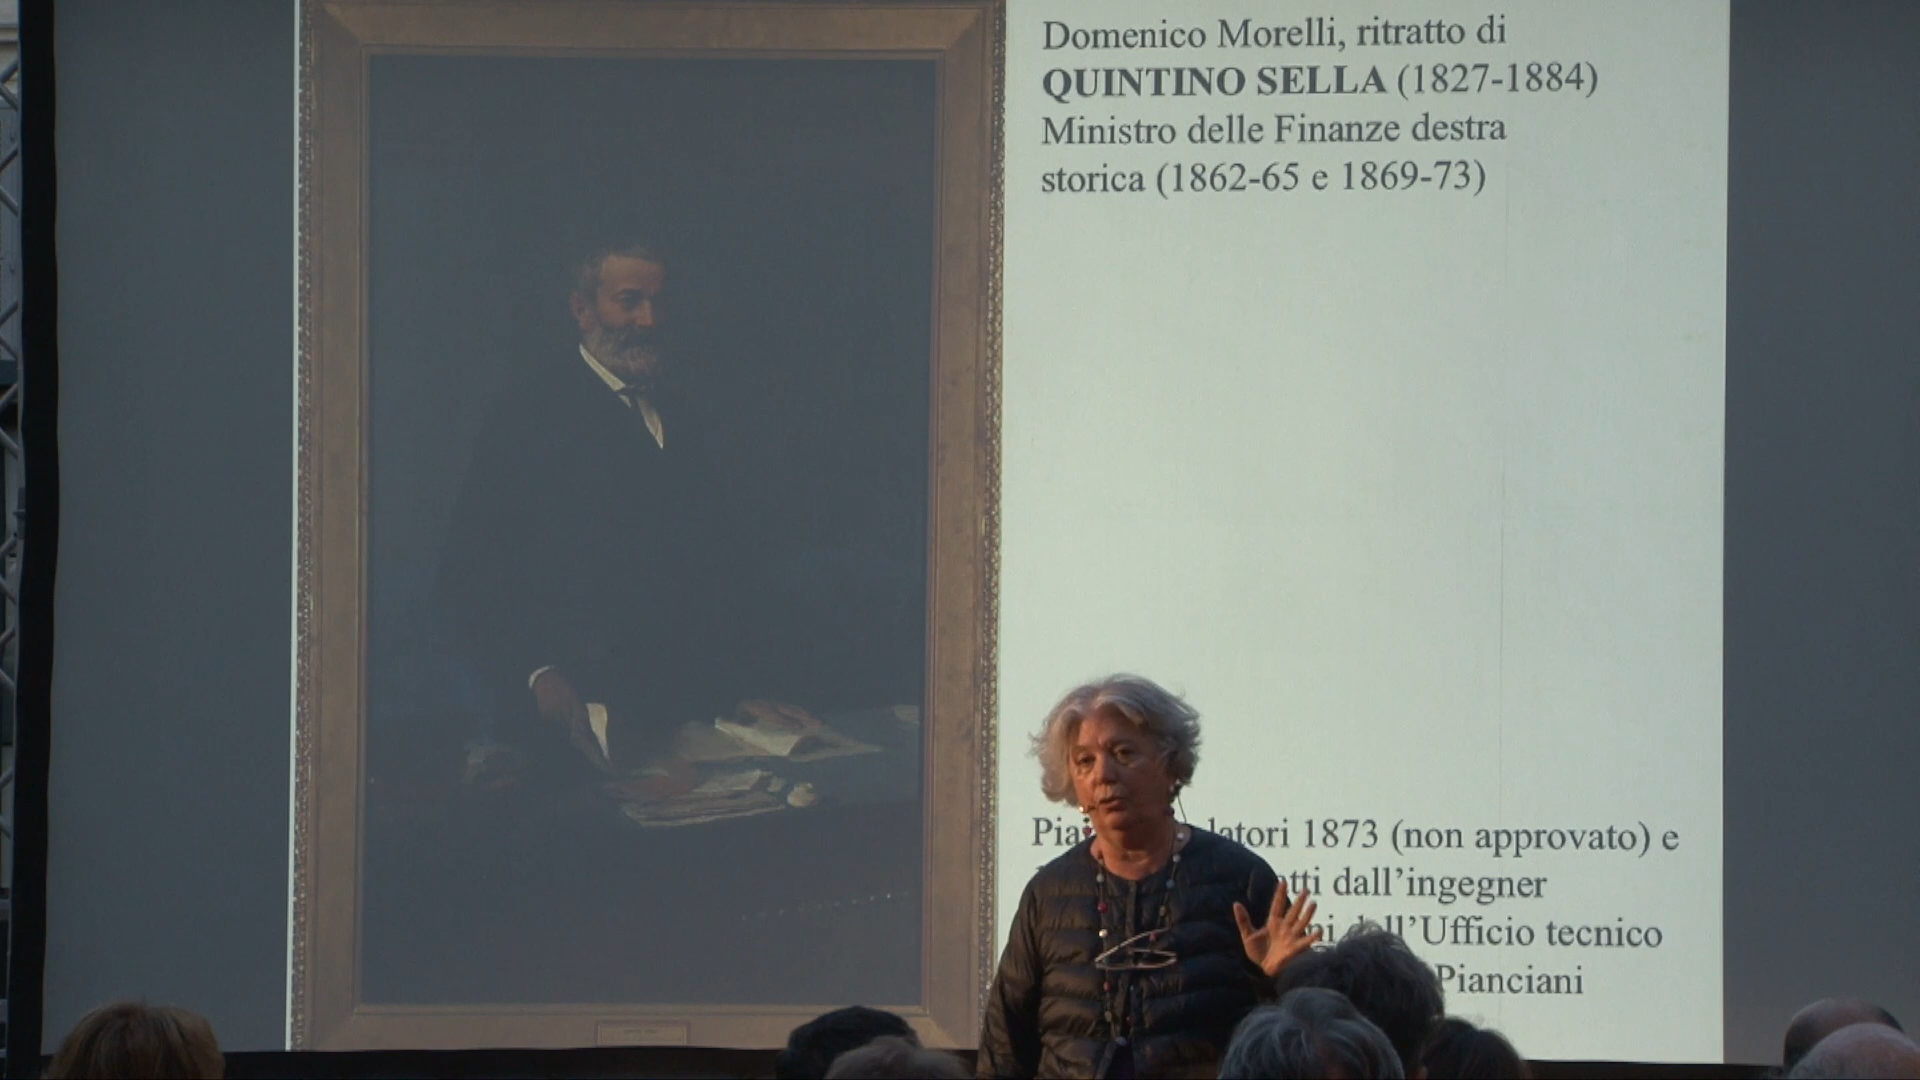 Domenico Morelli, ritratto di
QUINTINO SELLA (1827-1884)
Ministro delle Finanze destra
storica (1862-65 e 1869-73)
1873 (non approvato) e
dall'ingegner
dell'Ufficio tecnico
Pianciani